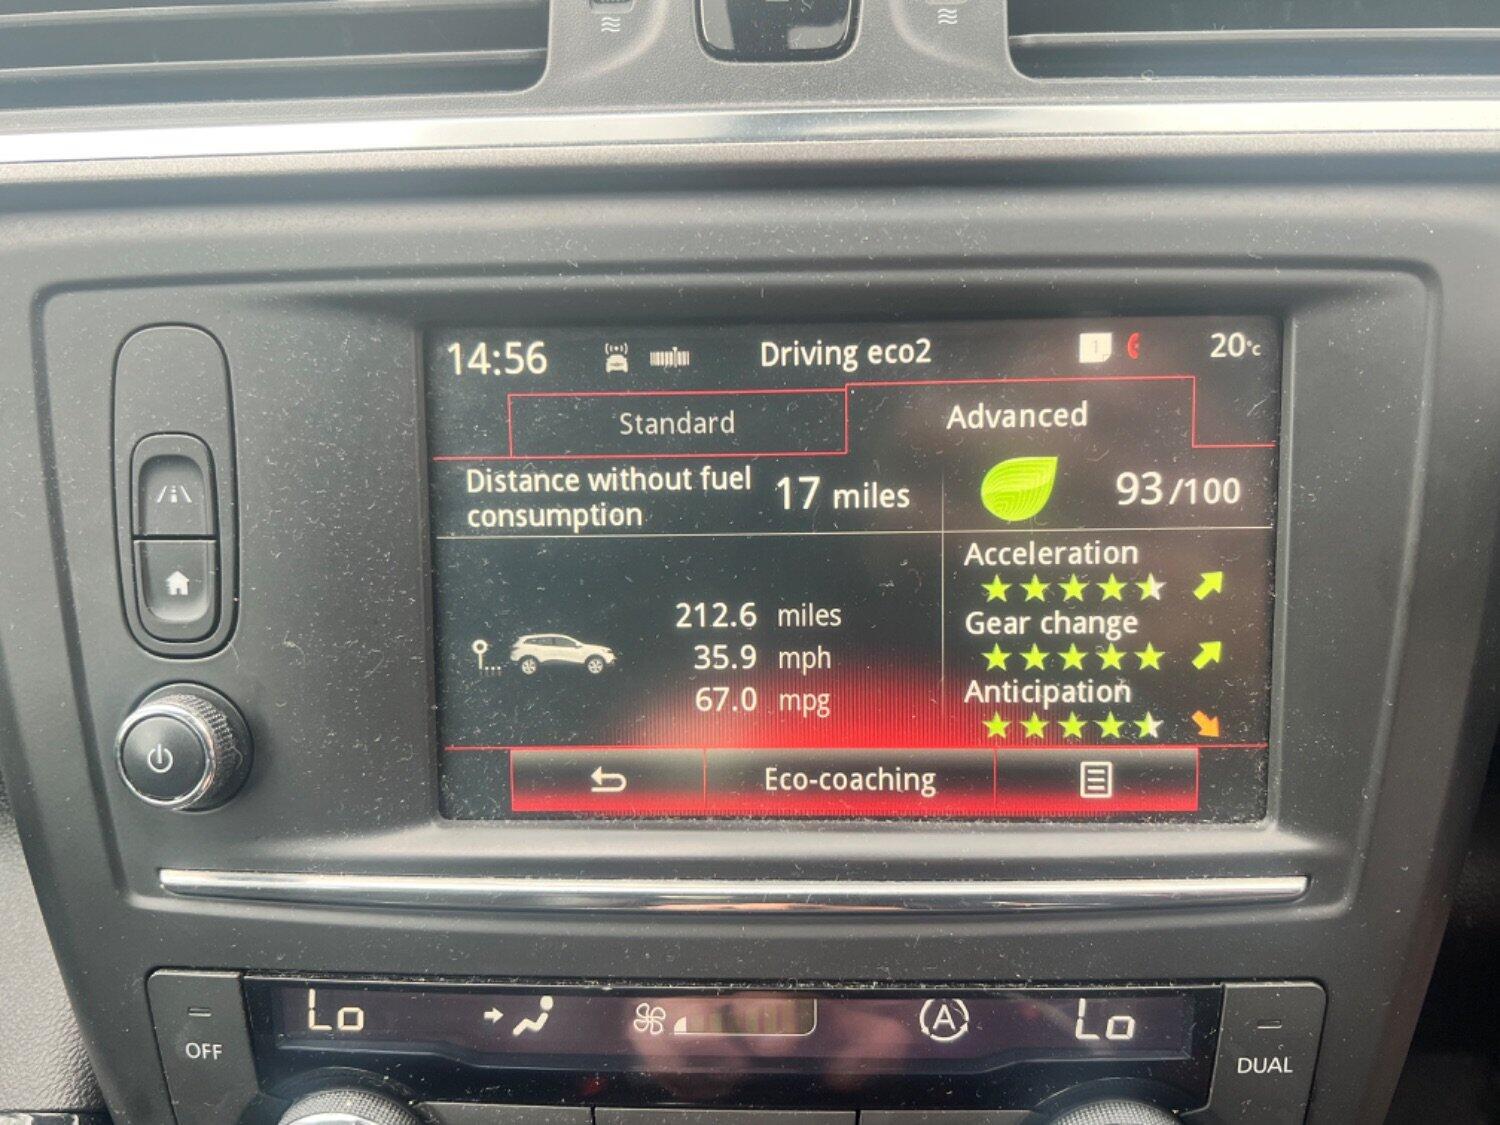 14:56
Driving eco2
1
20°c
Standard
Advanced
Distance without fuel
consumption
17 miles
93/100
212.6 miles
35.9 mph
67.0 mpg
Acceleration
Gear change
Anticipation
Eco-coaching
OFF
Lo
A
Lo
DUAL